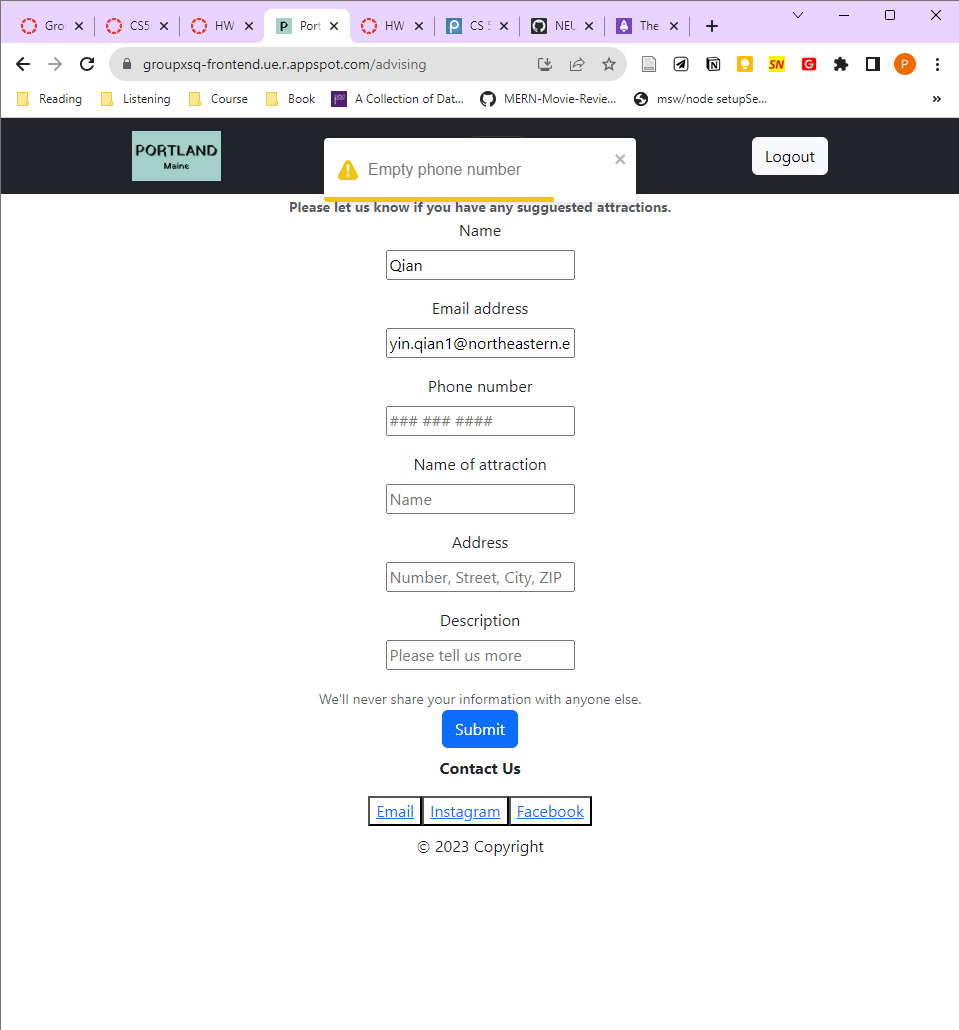 Gro
CS5
HW
Port
HW
CS 5
NEU
The
groupxsq-frontend.ue.r.appspot.com/advising
SN
G
P
Reading
Listening
Course
Book
A Collection of Dat...
MERN-Movie-Revie...
msw/node setupSe...
»
PORTLAND
Maine
Empty phone number
Logout
Please let us know if you have any sugguested attractions.
Name
Qian
Email address
yin.qian1@northeastern.e
Phone number
### ### ####
Name of attraction
Name
Address
Number, Street, City, ZIP
Description
Please tell us more
We'll never share your information with anyone else.
Submit
Contact Us
Email Instagram Facebook
© 2023 Copyright